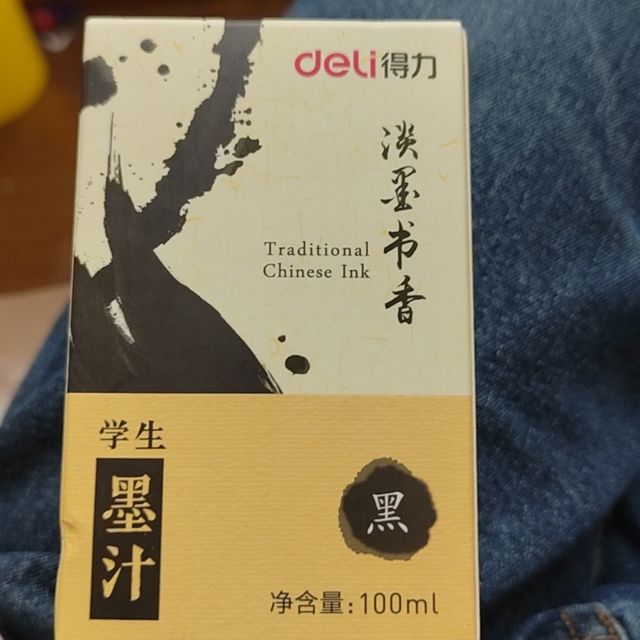 deli得力
淡墨书香
Traditional
Chinese Ink
学生
墨汁
黑
净含量:100ml